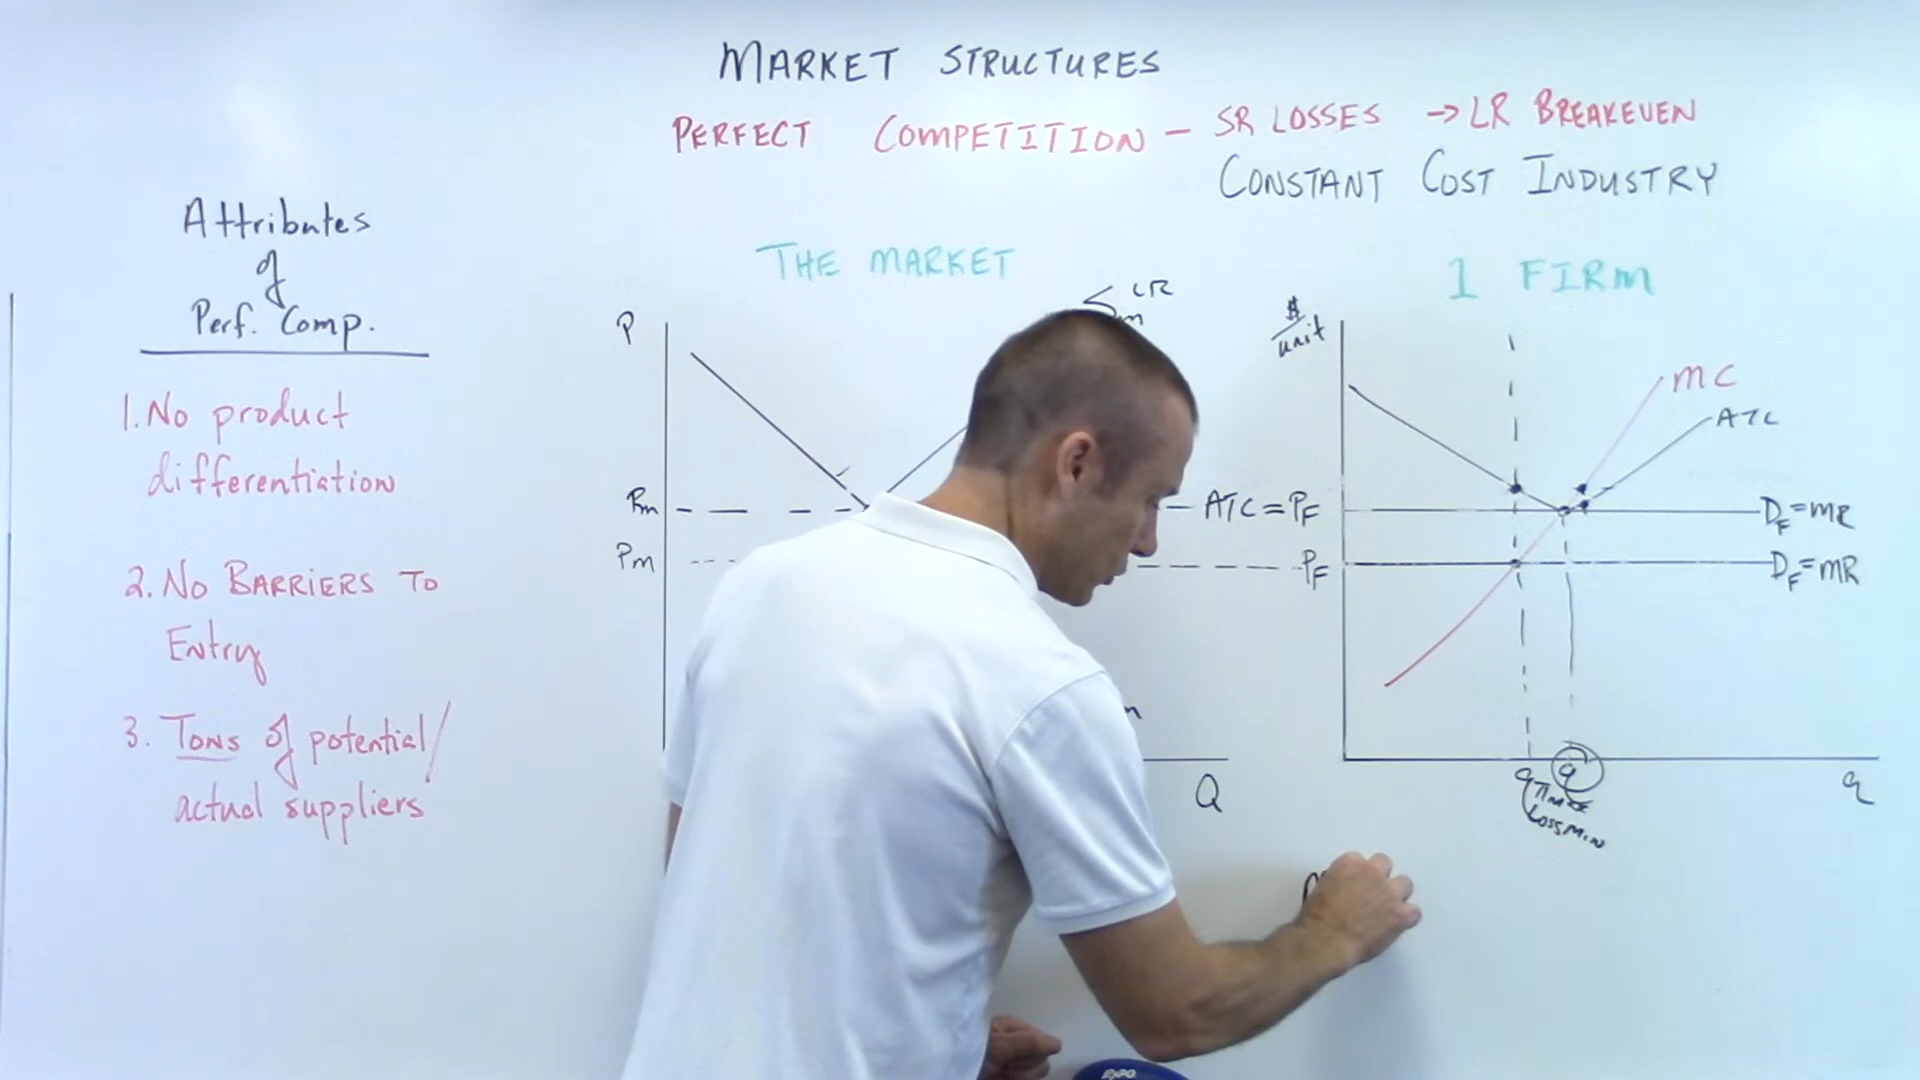 MARKET STRUCTURES
PERFECT COMPETITION - SR LOSSES → LR BREAKEVEN
CONSTANT COST INDUSTRY
Attributes
of
Perf. Comp.
1. No product
differentiation
2. No BARRIERS TO
Entry
3. Tons of potential/
actual suppliers
THE MARKET
S LR
m
P
Pm
Pm
Q
1 FIRM
$/unit
MC
ATC
ATC = PF
DF = MR
PF
DF = MR
q
q
q
Loss Min